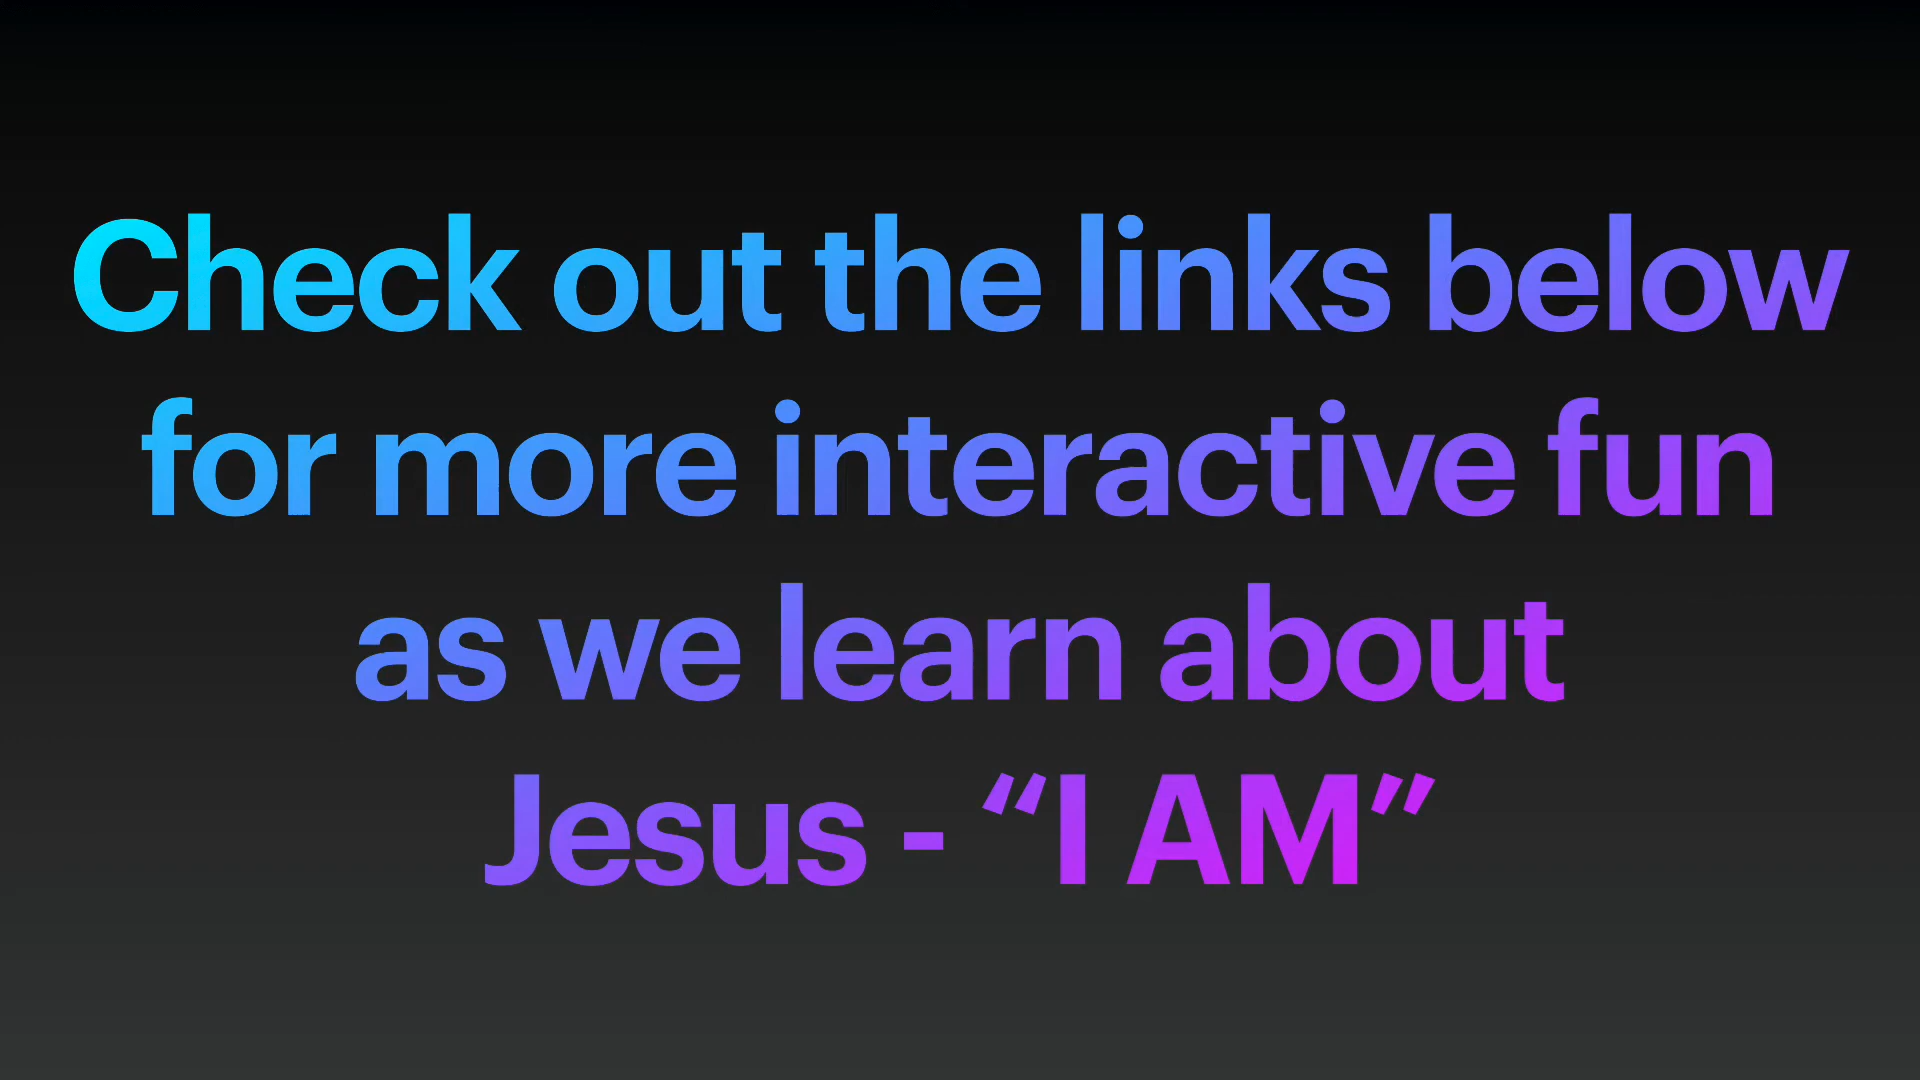 Check out the links below
for more interactive fun
as we learn about
Jesus - “I AM”